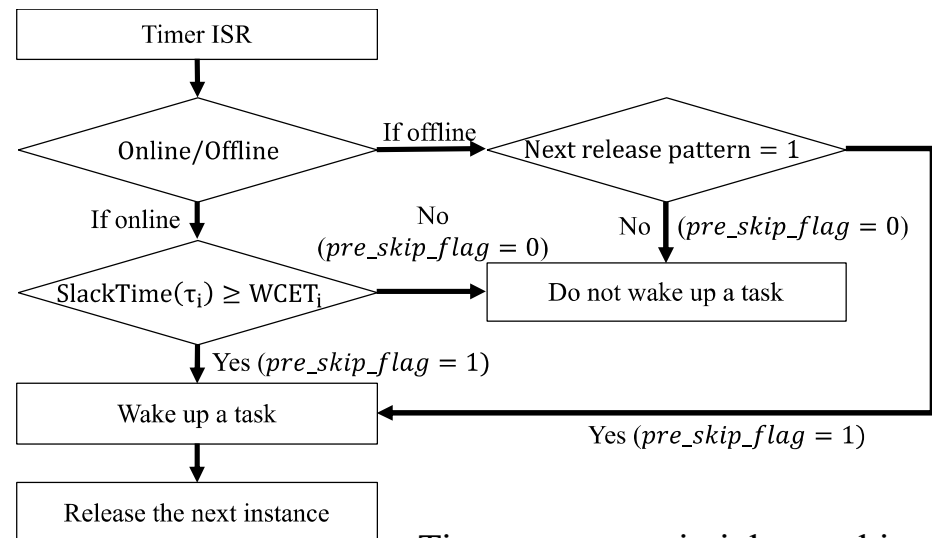 Timer ISR
Online/Offline
If offline
Next release pattern = 1
If online
No
(pre_skip_flag = 0)
No (pre_skip_flag = 0)
SlackTime(τᵢ) ≥ WCETᵢ
Do not wake up a task
Yes (pre_skip_flag = 1)
Wake up a task
Yes (pre_skip_flag = 1)
Release the next instance